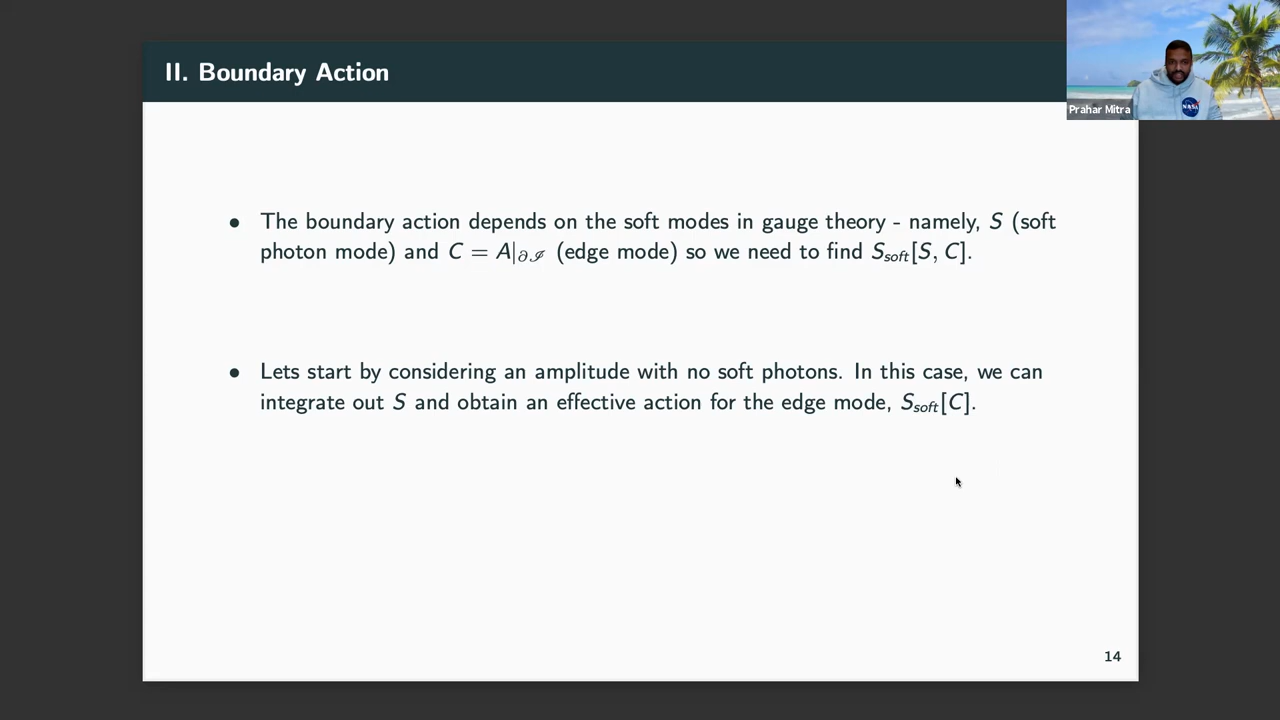 II. Boundary Action
Prahar Mitra
NASA
• The boundary action depends on the soft modes in gauge theory - namely, S (soft
photon mode) and C = A|∂ℐ (edge mode) so we need to find S_soft[S, C].
• Lets start by considering an amplitude with no soft photons. In this case, we can
integrate out S and obtain an effective action for the edge mode, S_soft[C].
14